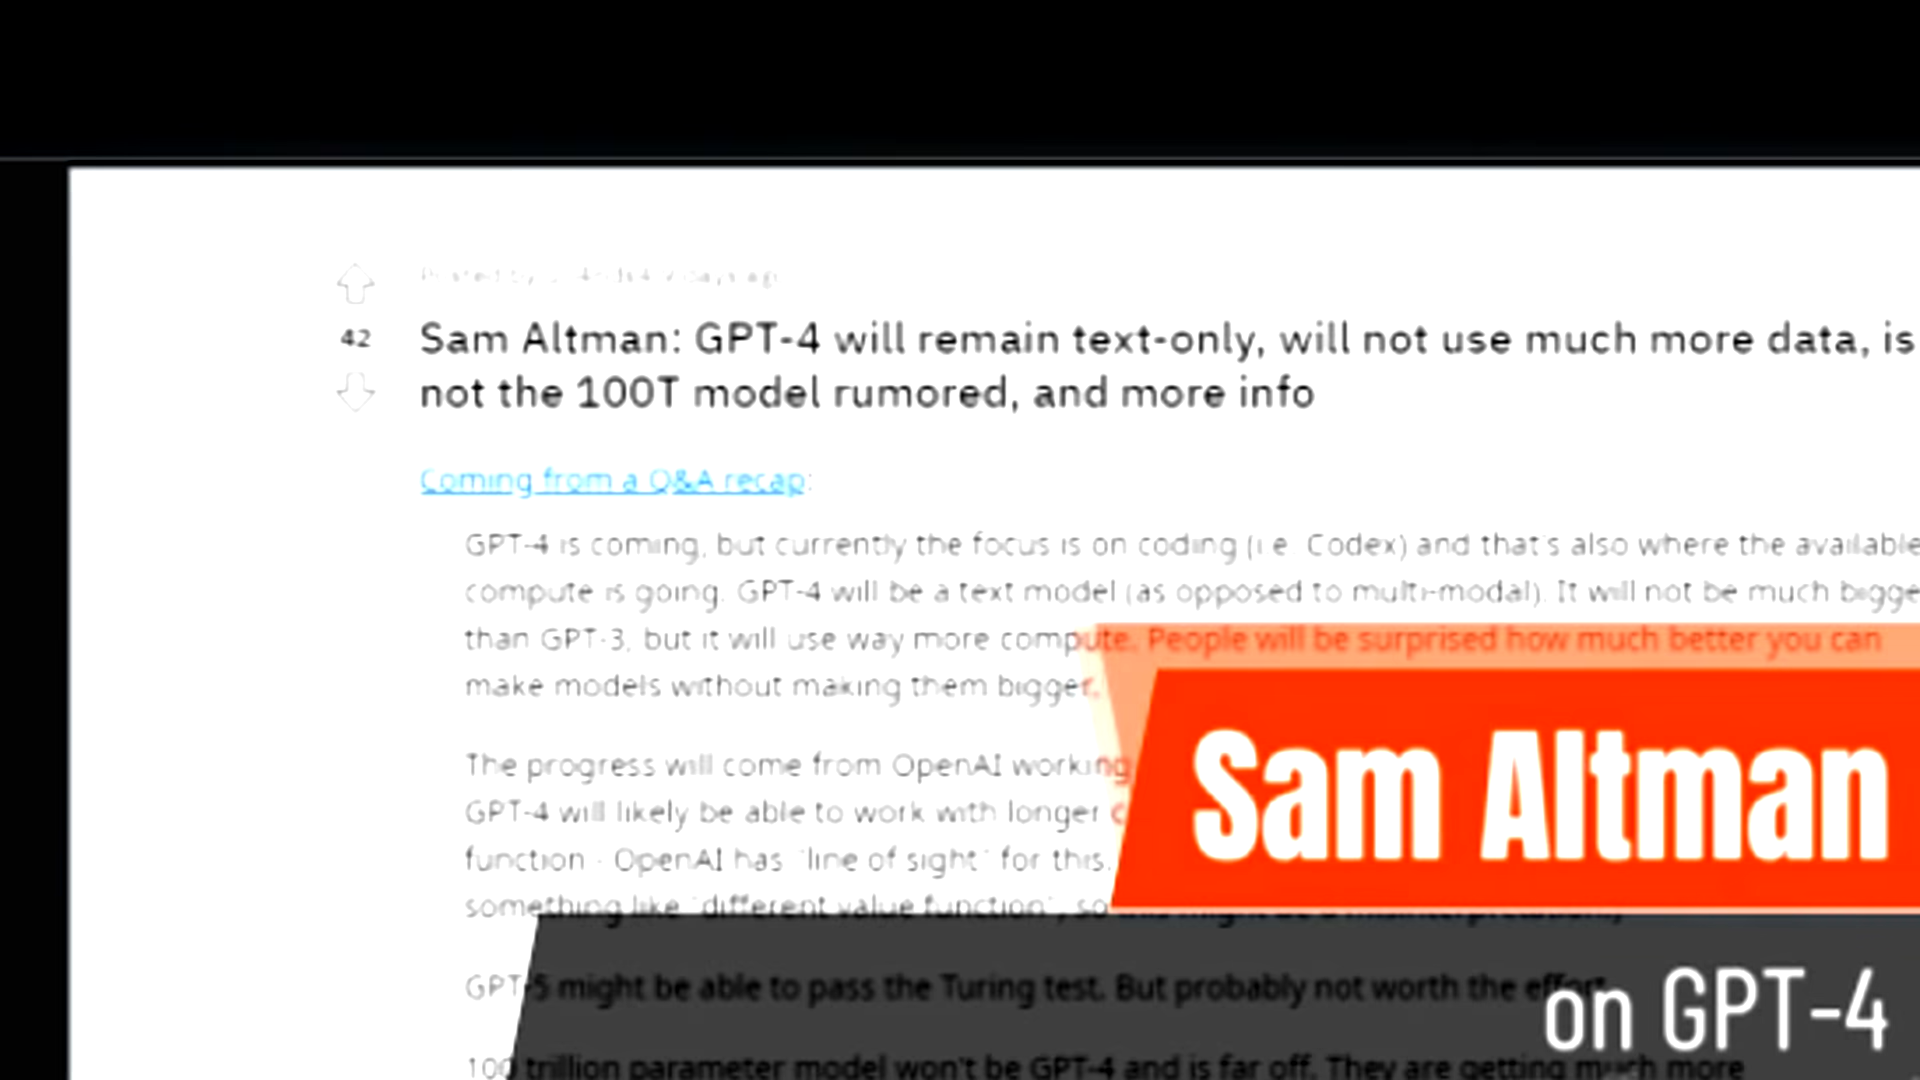 42
Sam Altman: GPT-4 will remain text-only, will not use much more data, is
not the 100T model rumored, and more info
Coming from a Q&A recap:
GPT-4 is coming, but currently the focus is on coding (i.e. Codex) and that's also where the available
compute is going. GPT-4 will be a text model (as opposed to multi-modal). It will not be much bigge
than GPT-3, but it will use way more compute. People will be surprised how much better you can
make models without making them bigger.
The progress will come from OpenAI working
GPT-4 will likely be able to work with longer c
function - OpenAI has "line of sight" for this.
something like "different value function", so
Sam Altman
GPT-5 might be able to pass the Turing test. But probably not worth the effort.
on GPT-4
100 trillion parameter model won't be GPT-4 and is far off. They are getting much more